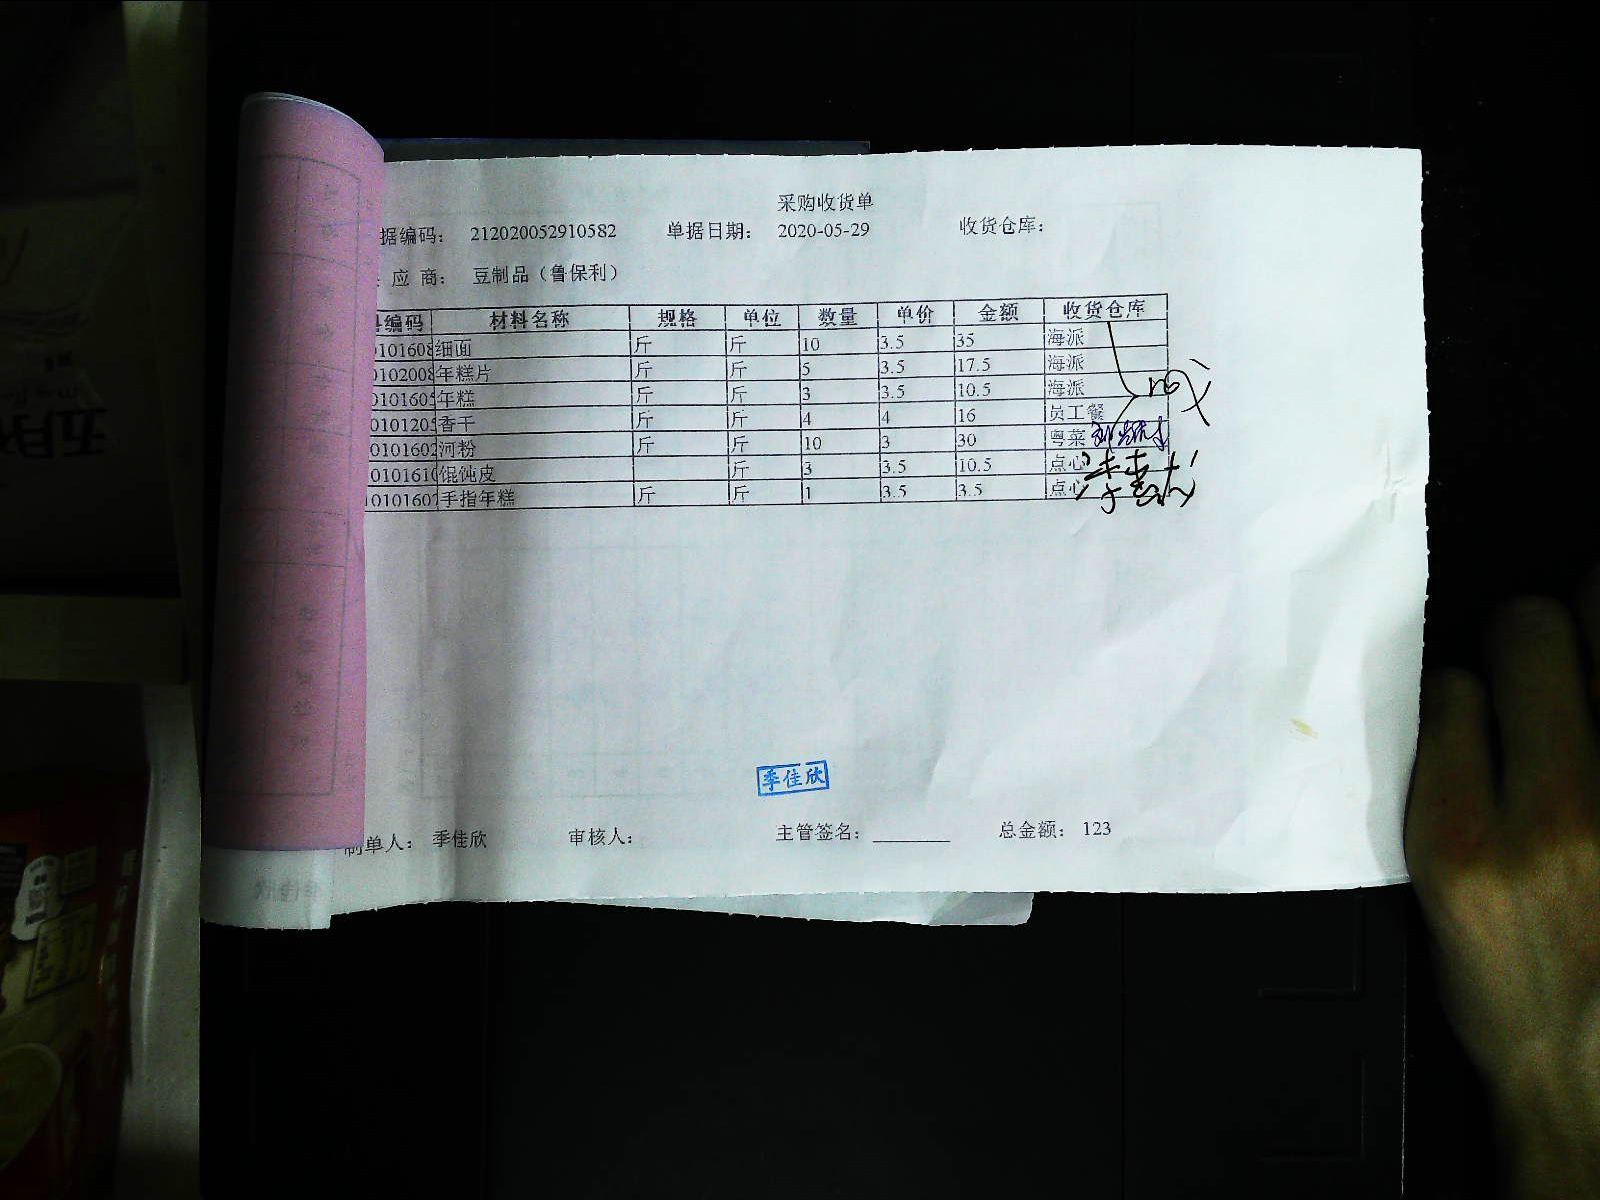 采购收货单
据编码： 212020052910582 单据日期： 2020-05-29 收货仓库：
应 商： 豆制品（鲁保利）
编码 材料名称 规格 单位 数量 单价 金额 收货仓库
0101608 细面 斤 斤 10 3.5 35 海派
0102008 年糕片 斤 斤 5 3.5 17.5 海派
0101605 年糕 斤 斤 3 3.5 10.5 海派
0101205 香干 斤 斤 4 4 16 员工餐
0101602 河粉 斤 斤 10 3 30 粤菜
0101610 馄饨皮 斤 3 3.5 10.5 点心
0101607 手指年糕 斤 斤 1 3.5 3.5 点心
季佳欣
制单人： 季佳欣 审核人： 主管签名： 总金额： 123